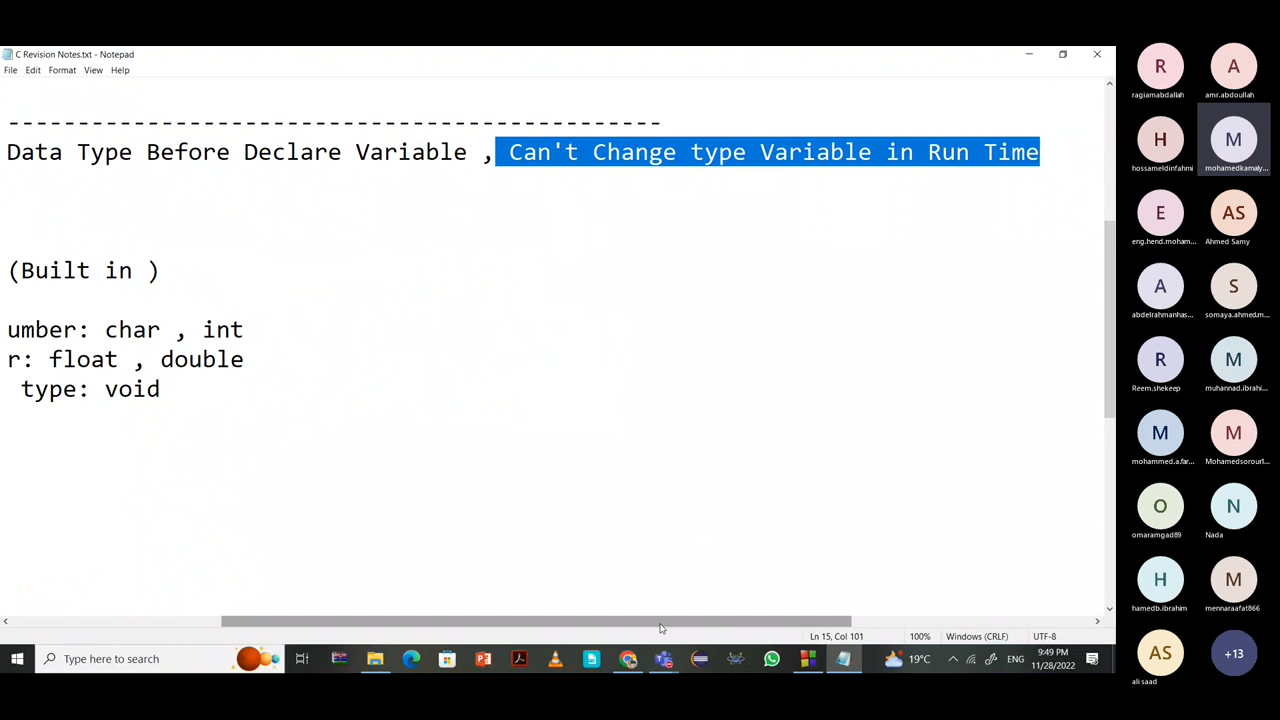 C Revision Notes.txt - Notepad
File Edit Format View Help
-----------------------------------------------
Data Type Before Declare Variable , Can't Change type Variable in Run Time
(Built in )
umber: char , int
r: float , double
type: void
Ln 15, Col 101
100%
Windows (CRLF)
UTF-8
Type here to search
19°C
ENG
9:49 PM
11/28/2022
R
ragiamabdallah
A
amr.abdoullah
H
hossameldinfahmi
M
mohamedkamaly...
E
eng.hend.moham...
AS
Ahmed Samy
A
abdelrahmanhas...
S
somaya.ahmed.m...
R
Reem.shekeep
M
muhannad.ibrahi...
M
mohammed.a.far...
M
Mohamedsorourl...
O
omaramgad89
N
Nada
H
hamedb.ibrahim
M
mennaraafat866
AS
ali saad
+13